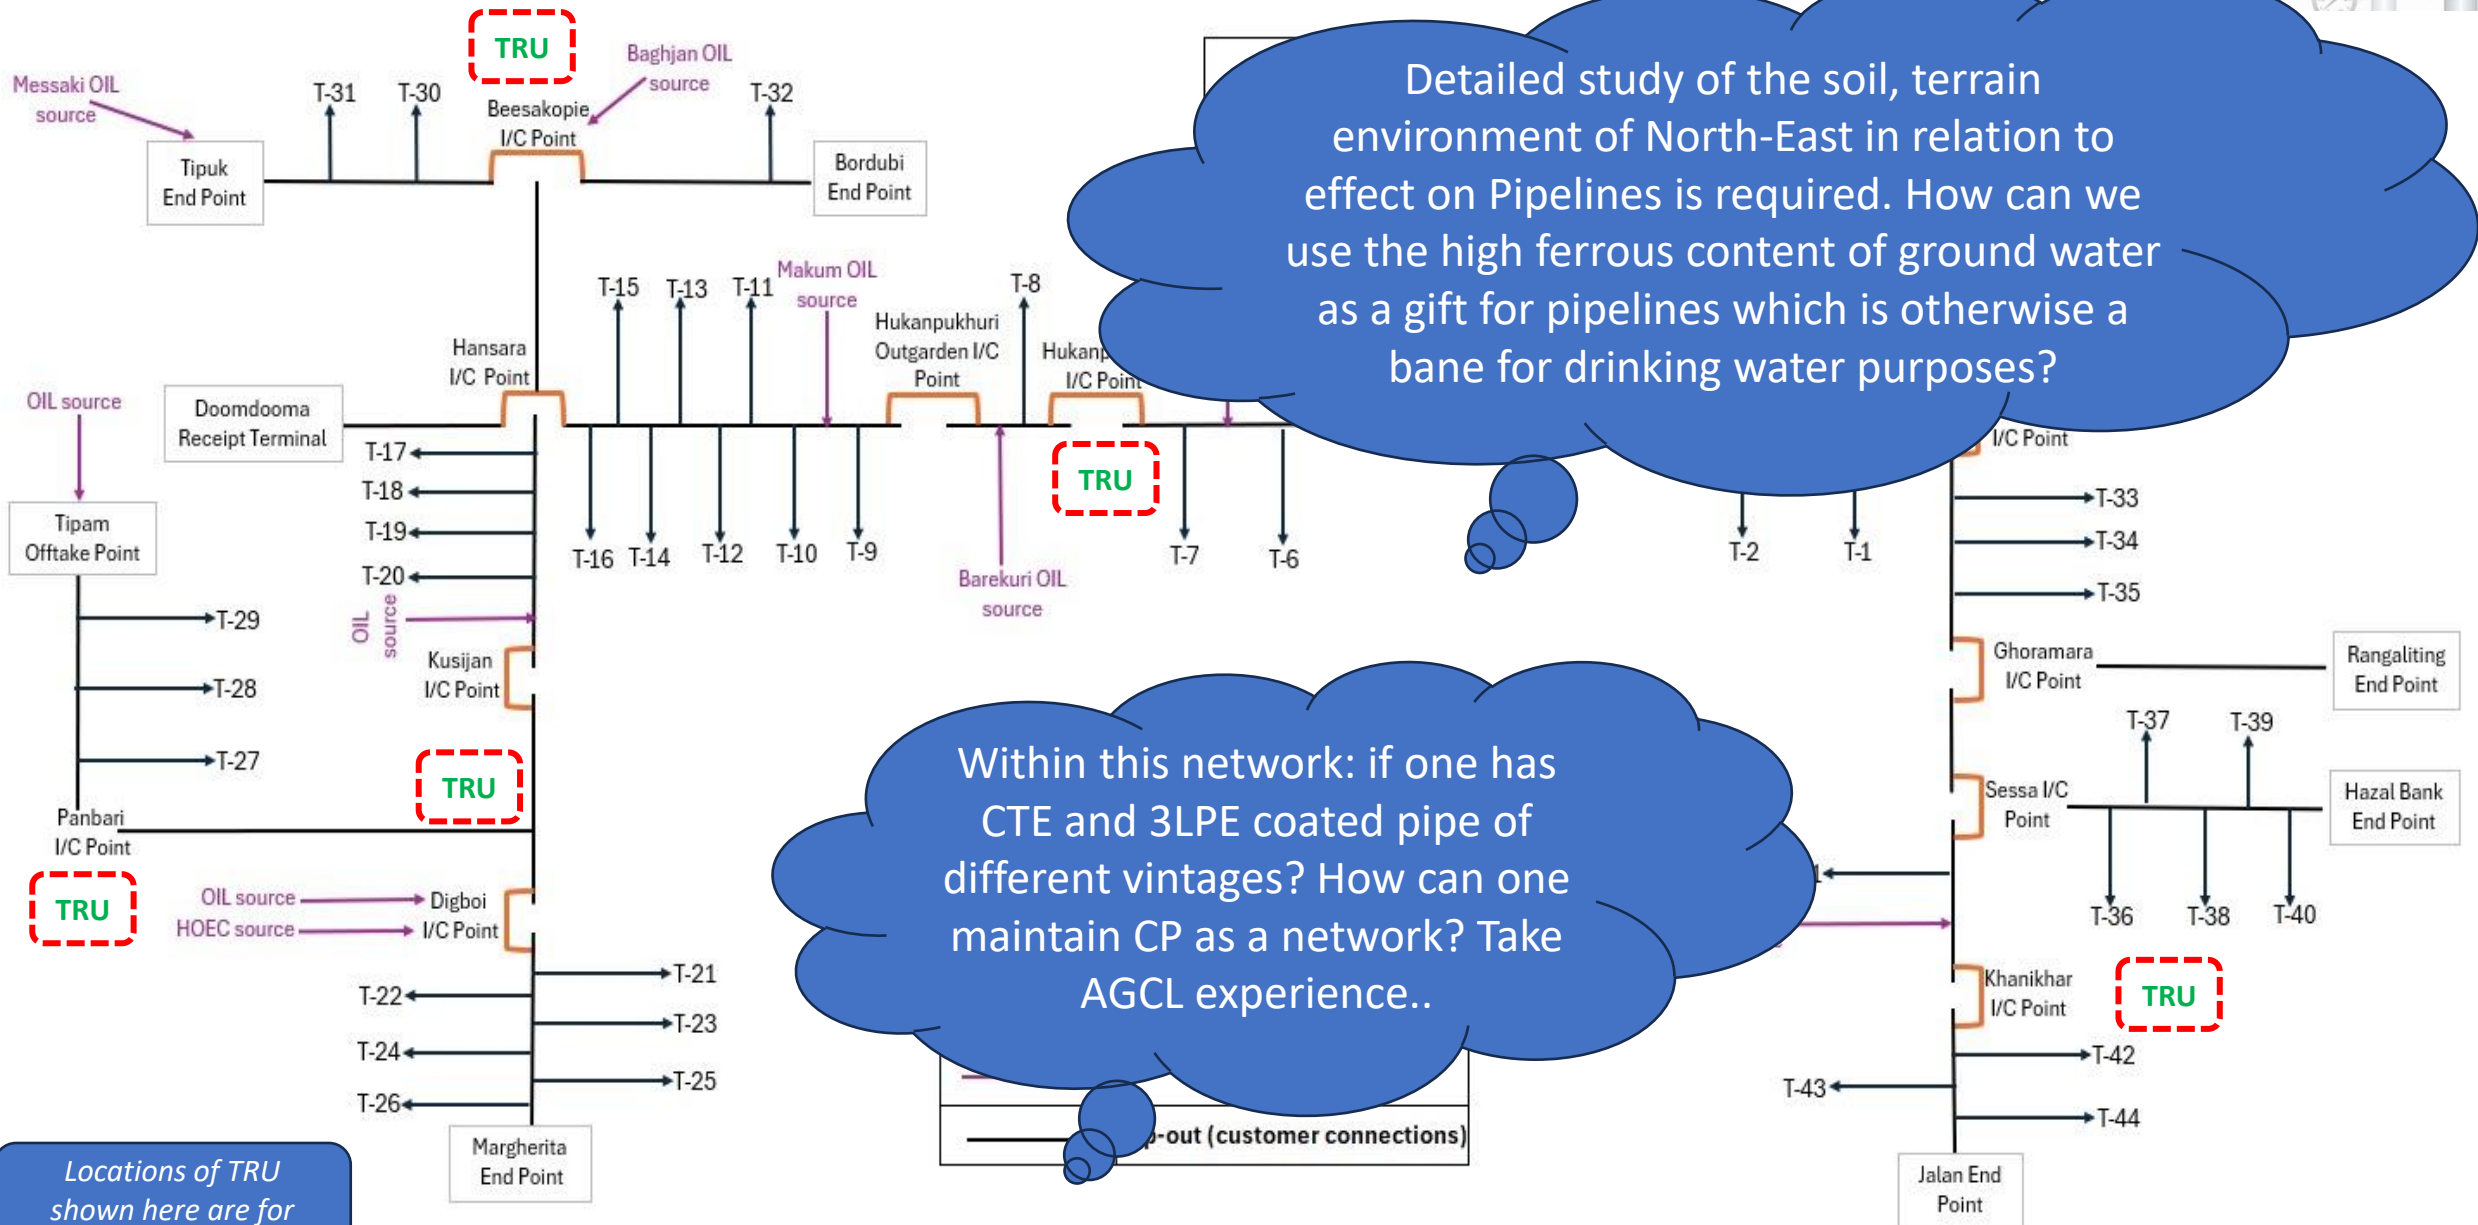 TRU
Messaki OIL
source
T-31
T-30
Beesakopie
I/C Point
Baghjan OIL
source
T-32
Tipuk
End Point
Bordubi
End Point
Detailed study of the soil, terrain
environment of North-East in relation to
effect on Pipelines is required. How can we
use the high ferrous content of ground water
as a gift for pipelines which is otherwise a
bane for drinking water purposes?
Hansara
I/C Point
T-15
T-13
T-11
Makum OIL
source
Hukanpukhuri
Outgarden I/C
Point
T-8
I/C Point
OIL source
Doomdooma
Receipt Terminal
I/C Point
T-17
T-18
T-19
T-20
TRU
Tipam
Offtake Point
T-16
T-14
T-12
T-10
T-9
T-7
T-6
T-2
T-1
T-33
T-34
T-35
Barekuri OIL
source
OIL
source
T-29
T-28
T-27
Kusijan
I/C Point
Ghoramara
I/C Point
Rangaliting
End Point
TRU
T-37
T-39
Sessa I/C
Point
Hazal Bank
End Point
T-36
T-38
T-40
Within this network: if one has
CTE and 3LPE coated pipe of
different vintages? How can one
maintain CP as a network? Take
AGCL experience..
Panbari
I/C Point
TRU
OIL source
HOEC source
Digboi
I/C Point
Khanikhar
I/C Point
TRU
T-21
T-22
T-23
T-24
T-25
T-26
T-42
T-43
T-44
Margherita
End Point
-out (customer connections)
Jalan End
Point
Locations of TRU
shown here are for